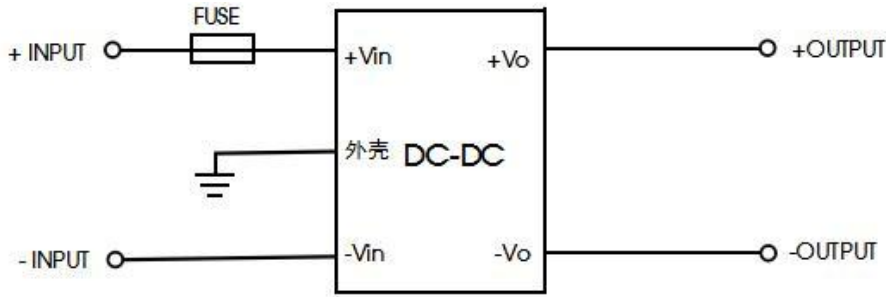 FUSE
+ INPUT
+Vin
+Vo
+OUTPUT
外壳
DC-DC
- INPUT
-Vin
-Vo
-OUTPUT